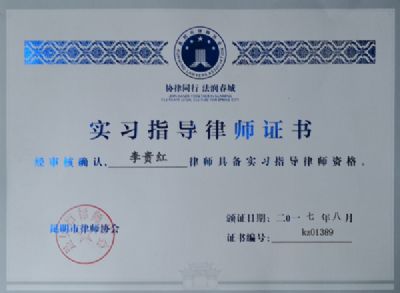 协律同行 法润春城
实习指导律师证书
经审核确认，李贵红律师具备实习指导律师资格。
昆明市律师协会
颁证日期：二〇一七年八月
证书编号：kz01389